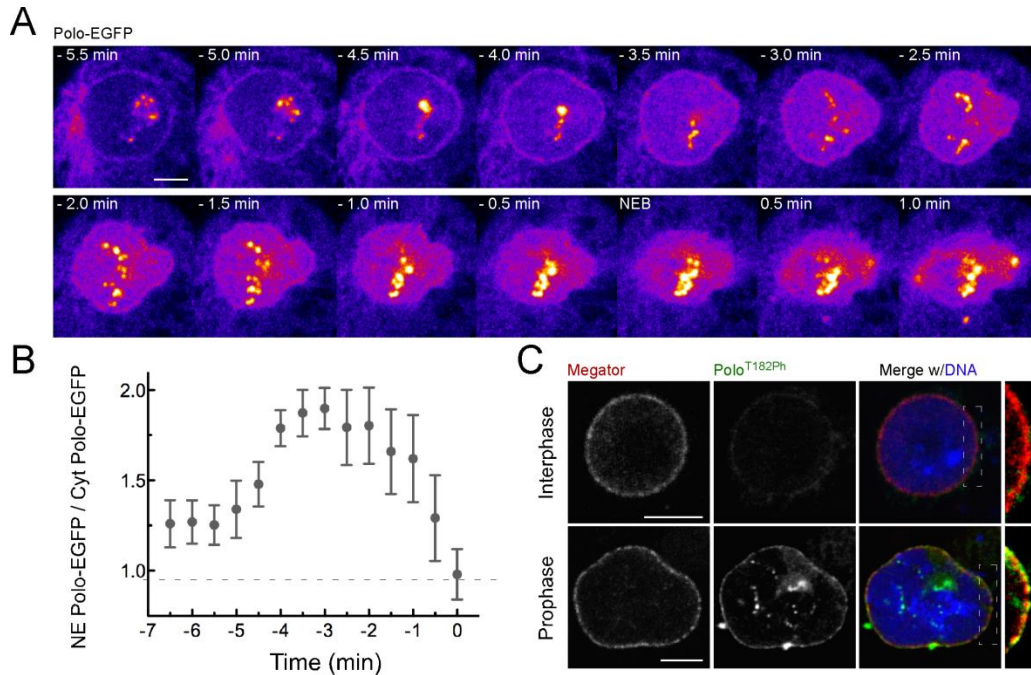 A
Polo-EGFP
- 5.5 min
- 5.0 min
- 4.5 min
- 4.0 min
- 3.5 min
- 3.0 min
- 2.5 min
- 2.0 min
- 1.5 min
- 1.0 min
- 0.5 min
NEB
0.5 min
1.0 min
B
NE Polo-EGFP / Cyt Polo-EGFP
2.0
1.5
1.0
-7 -6 -5 -4 -3 -2 -1 0
Time (min)
C
Megator
Polo^T182Ph
Merge w/DNA
Interphase
Prophase